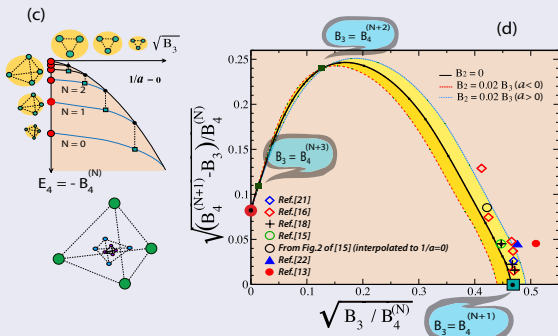 (c)
√B₃
1/a = 0
N = 2
N = 1
N = 0
E₄ = - B₄^(N)
(d)
B₃ = B₄^(N+2)
B₂ = 0
B₂ = 0.02 B₃ (a<0)
B₂ = 0.02 B₃ (a>0)
B₃ = B₄^(N+3)
Ref.[21]
Ref.[16]
Ref.[18]
Ref.[15]
From Fig.2 of [15] (interpolated to 1/a=0)
Ref.[22]
Ref.[13]
√(B₄^(N+1)-B₃)/B₄^(N)
0.25
0.2
0.15
0.1
0.05
0
0
0.1
0.2
0.3
0.4
0.5
√B₃ / B₄^(N)
B₃ = B₄^(N+1)